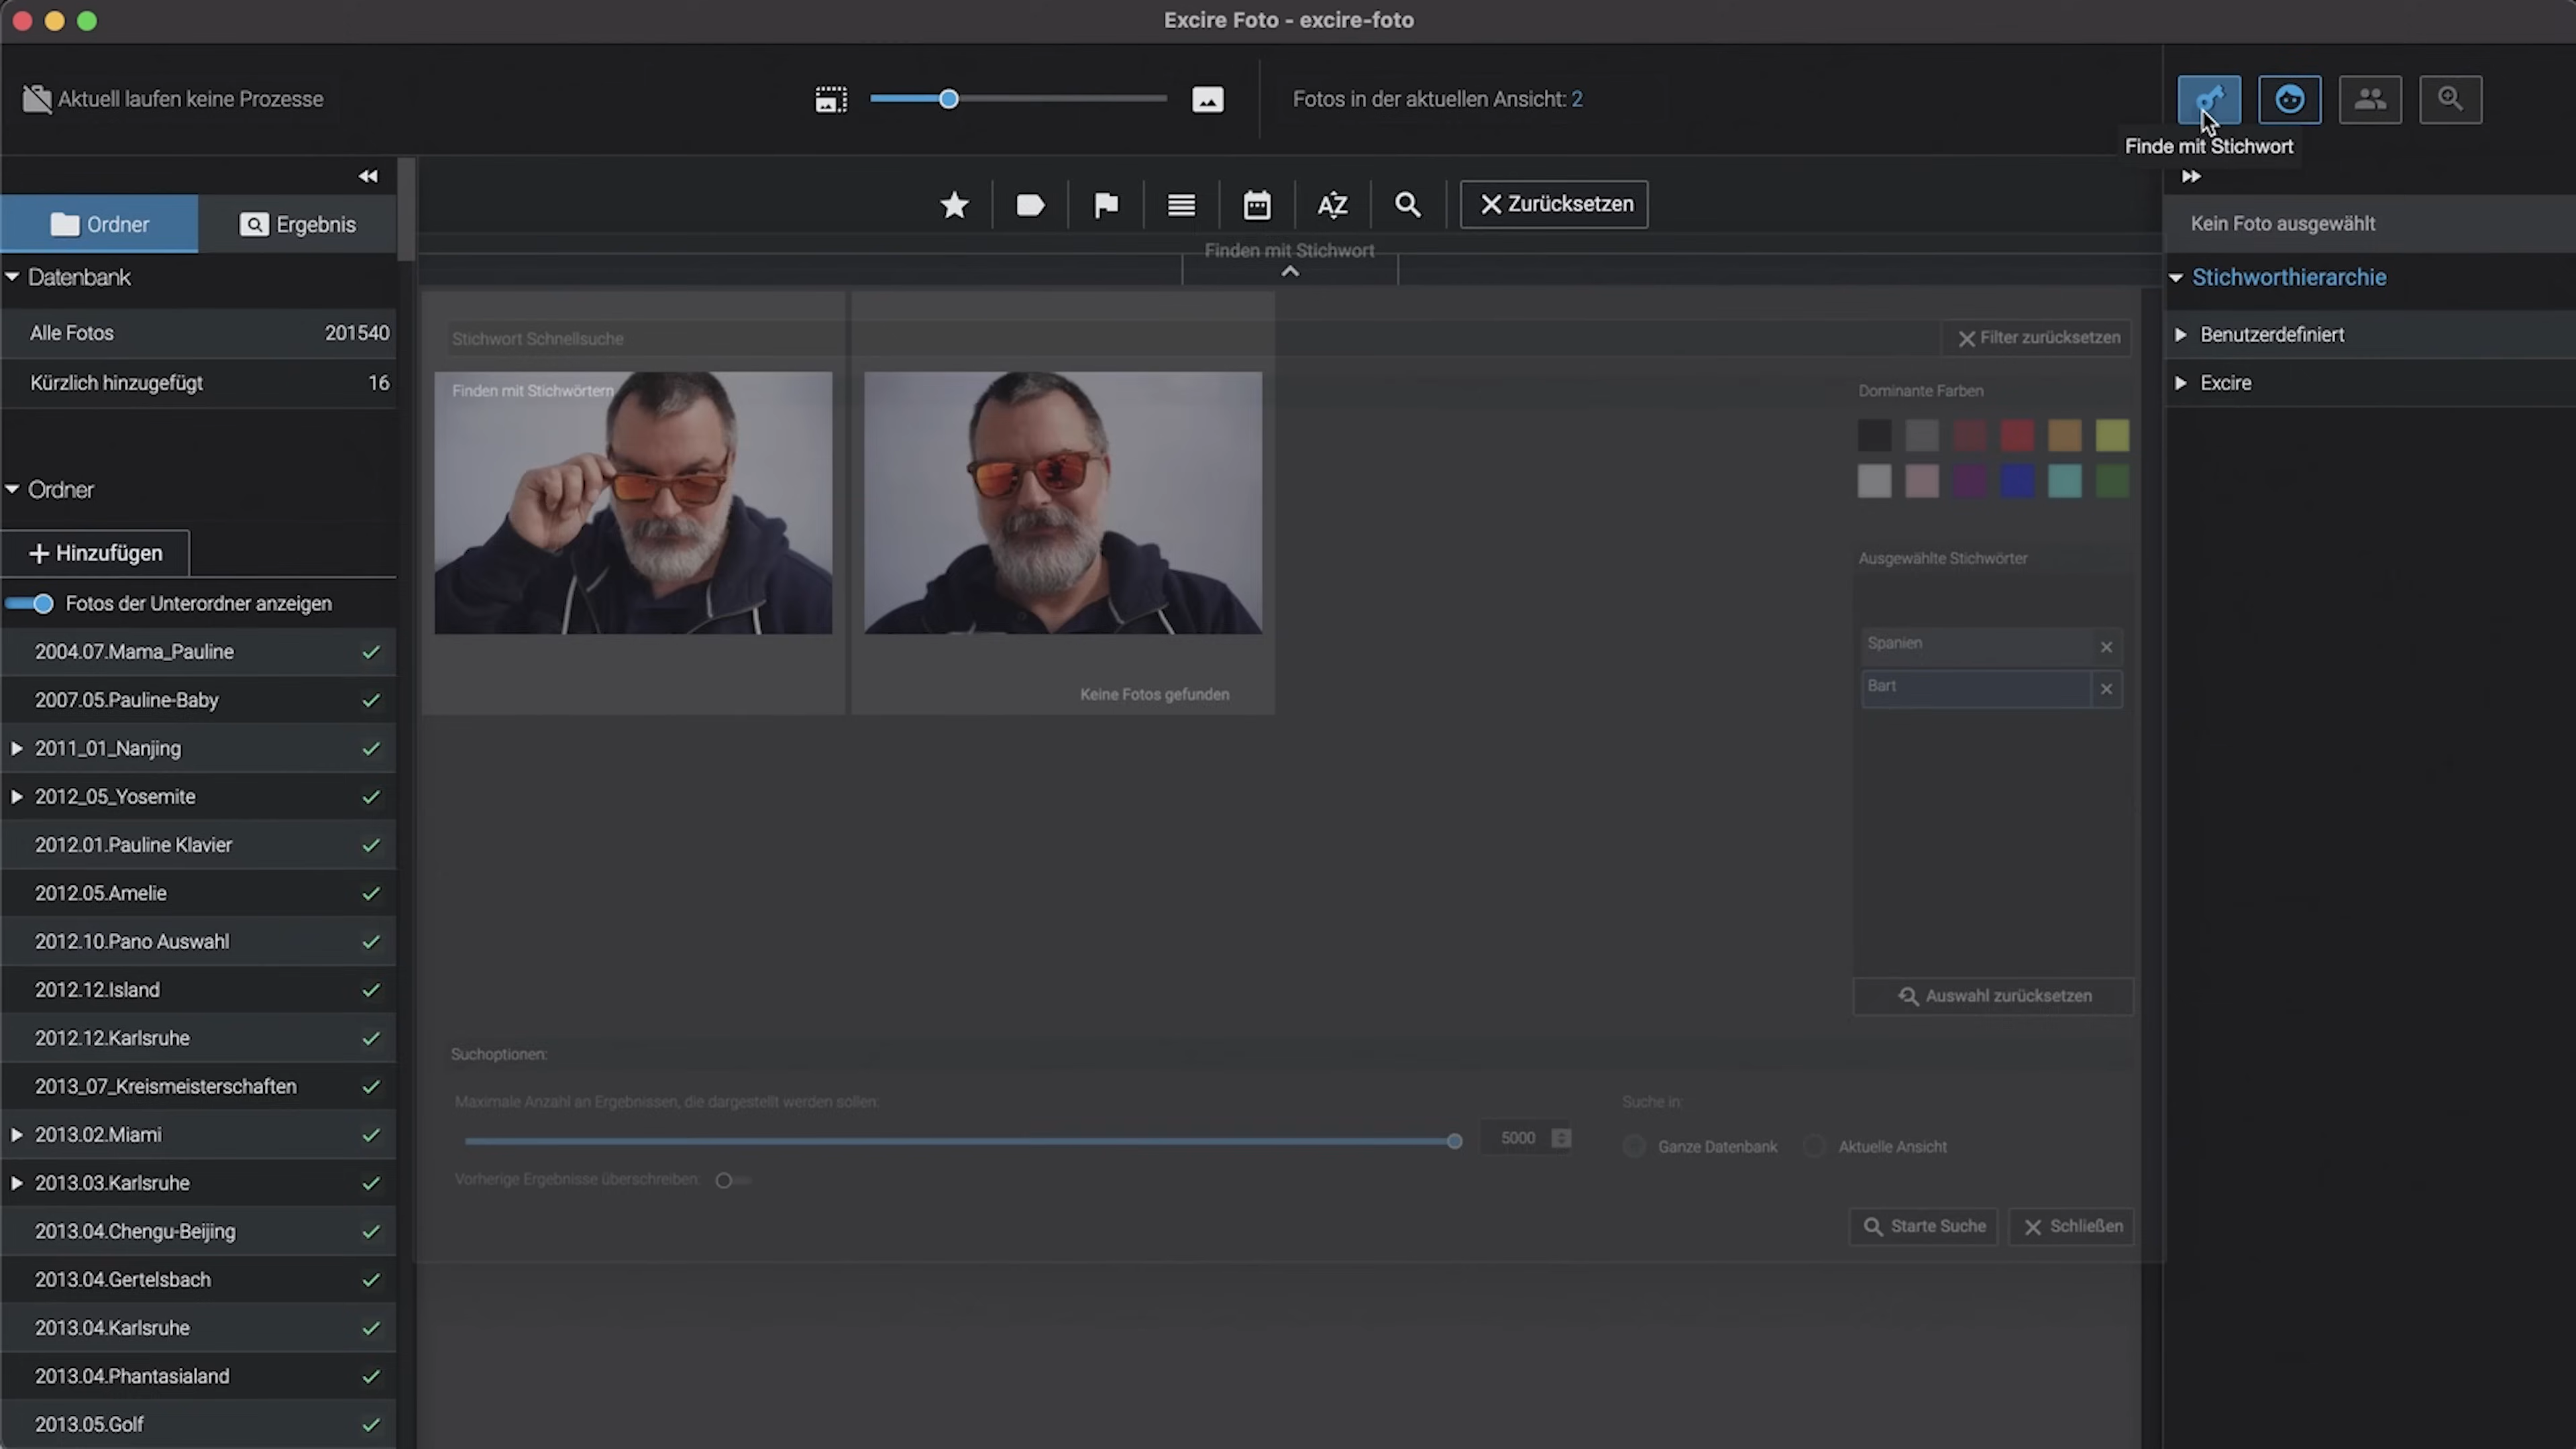 Excire Foto - excire-foto
Aktuell laufen keine Prozesse
Fotos in der aktuellen Ansicht: 2
Finde mit Stichwort
Ordner
Ergebnis
Zurücksetzen
Kein Foto ausgewählt
Finden mit Stichwort
Datenbank
Stichworthierarchie
Alle Fotos 201540
Stichwort Schnellsuche
Filter zurücksetzen
Benutzerdefiniert
Kürzlich hinzugefügt 16
Finden mit Stichwörtern
Dominante Farben
Excire
Ordner
Hinzufügen
Ausgewählte Stichwörter
Fotos der Unterordner anzeigen
Spanien
2004.07.Mama_Pauline
Bart
2007.05.Pauline-Baby
Keine Fotos gefunden
2011_01_Nanjing
2012_05_Yosemite
2012.01.Pauline Klavier
2012.05.Amelie
2012.10.Pano Auswahl
2012.12.Island
Auswahl zurücksetzen
2012.12.Karlsruhe
Suchoptionen:
2013_07_Kreismeisterschaften
Maximale Anzahl an Ergebnissen, die dargestellt werden sollen:
Suche in:
2013.02.Miami
5000
Ganze Datenbank
Aktuelle Ansicht
2013.03.Karlsruhe
Vorherige Ergebnisse überschreiben:
2013.04.Chengu-Beijing
Starte Suche
Schließen
2013.04.Gertelsbach
2013.04.Karlsruhe
2013.04.Phantasialand
2013.05.Golf